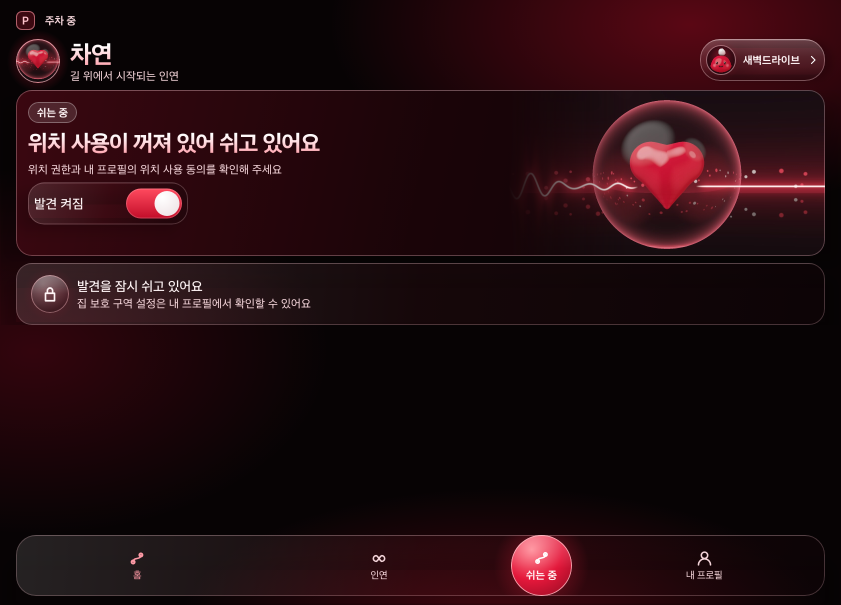 P 주차 중
차연
길 위에서 시작되는 인연
새벽드라이브
쉬는 중
위치 사용이 꺼져 있어 쉬고 있어요
위치 권한과 내 프로필의 위치 사용 동의를 확인해 주세요
발견 켜짐
발견을 잠시 쉬고 있어요
집 보호 구역 설정은 내 프로필에서 확인할 수 있어요
홈
인연
쉬는 중
내 프로필